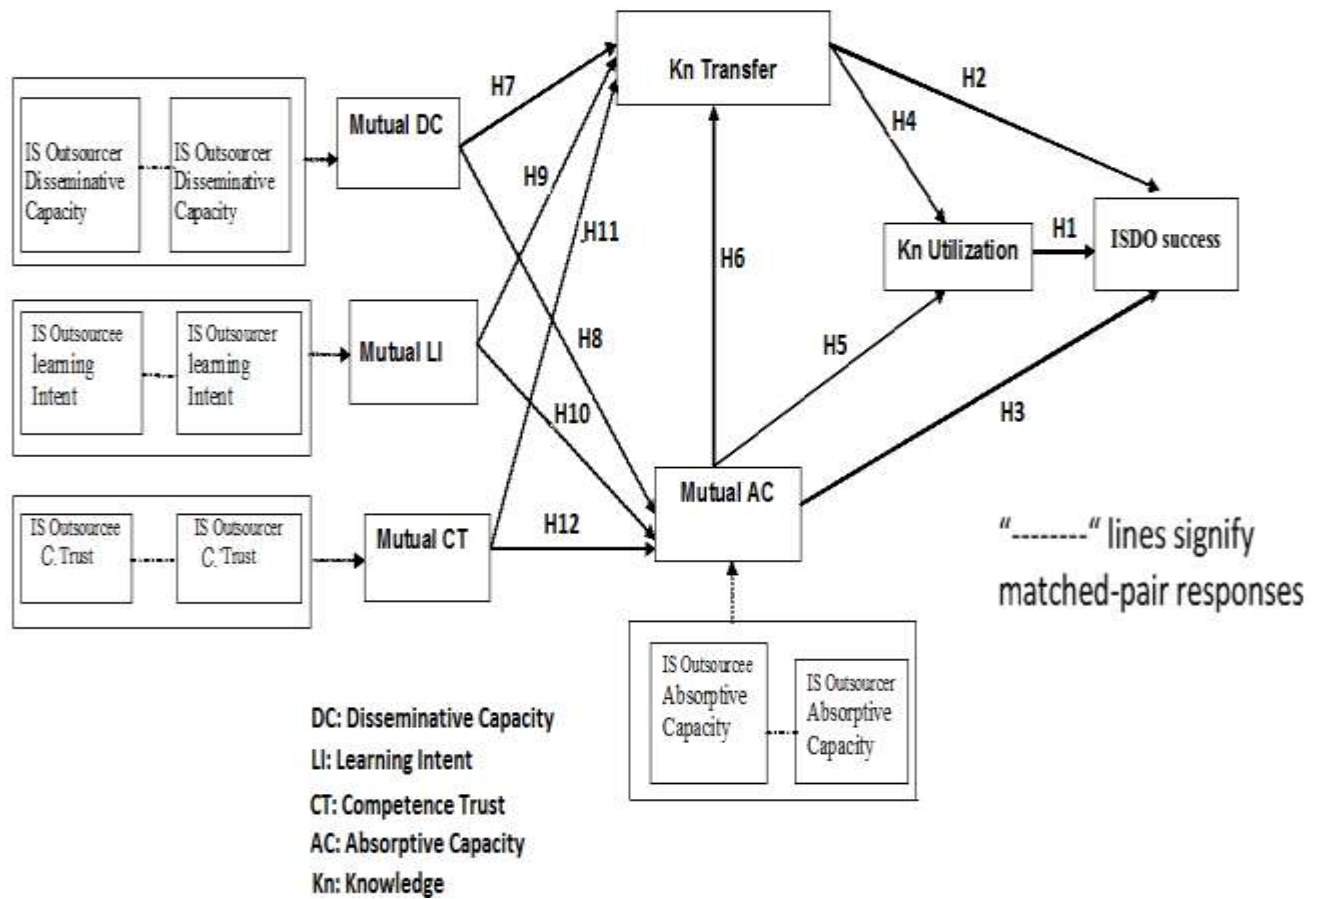 Kn Transfer
H7
H2
Mutual DC
H4
IS Outsourcer
Disseminative
Capacity
IS Outsourcer
Disseminative
Capacity
H9
H11
H6
Kn Utilization
H1
ISDO success
IS Outsourcee
learning
Intent
IS Outsourcer
learning
Intent
Mutual LI
H8
H5
H10
H3
Mutual AC
IS Outsourcee
C. Trust
IS Outsourcer
C. Trust
Mutual CT
H12
“--------“ lines signify
matched-pair responses
IS Outsourcee
Absorptive
Capacity
IS Outsourcer
Absorptive
Capacity
DC: Disseminative Capacity
LI: Learning Intent
CT: Competence Trust
AC: Absorptive Capacity
Kn: Knowledge